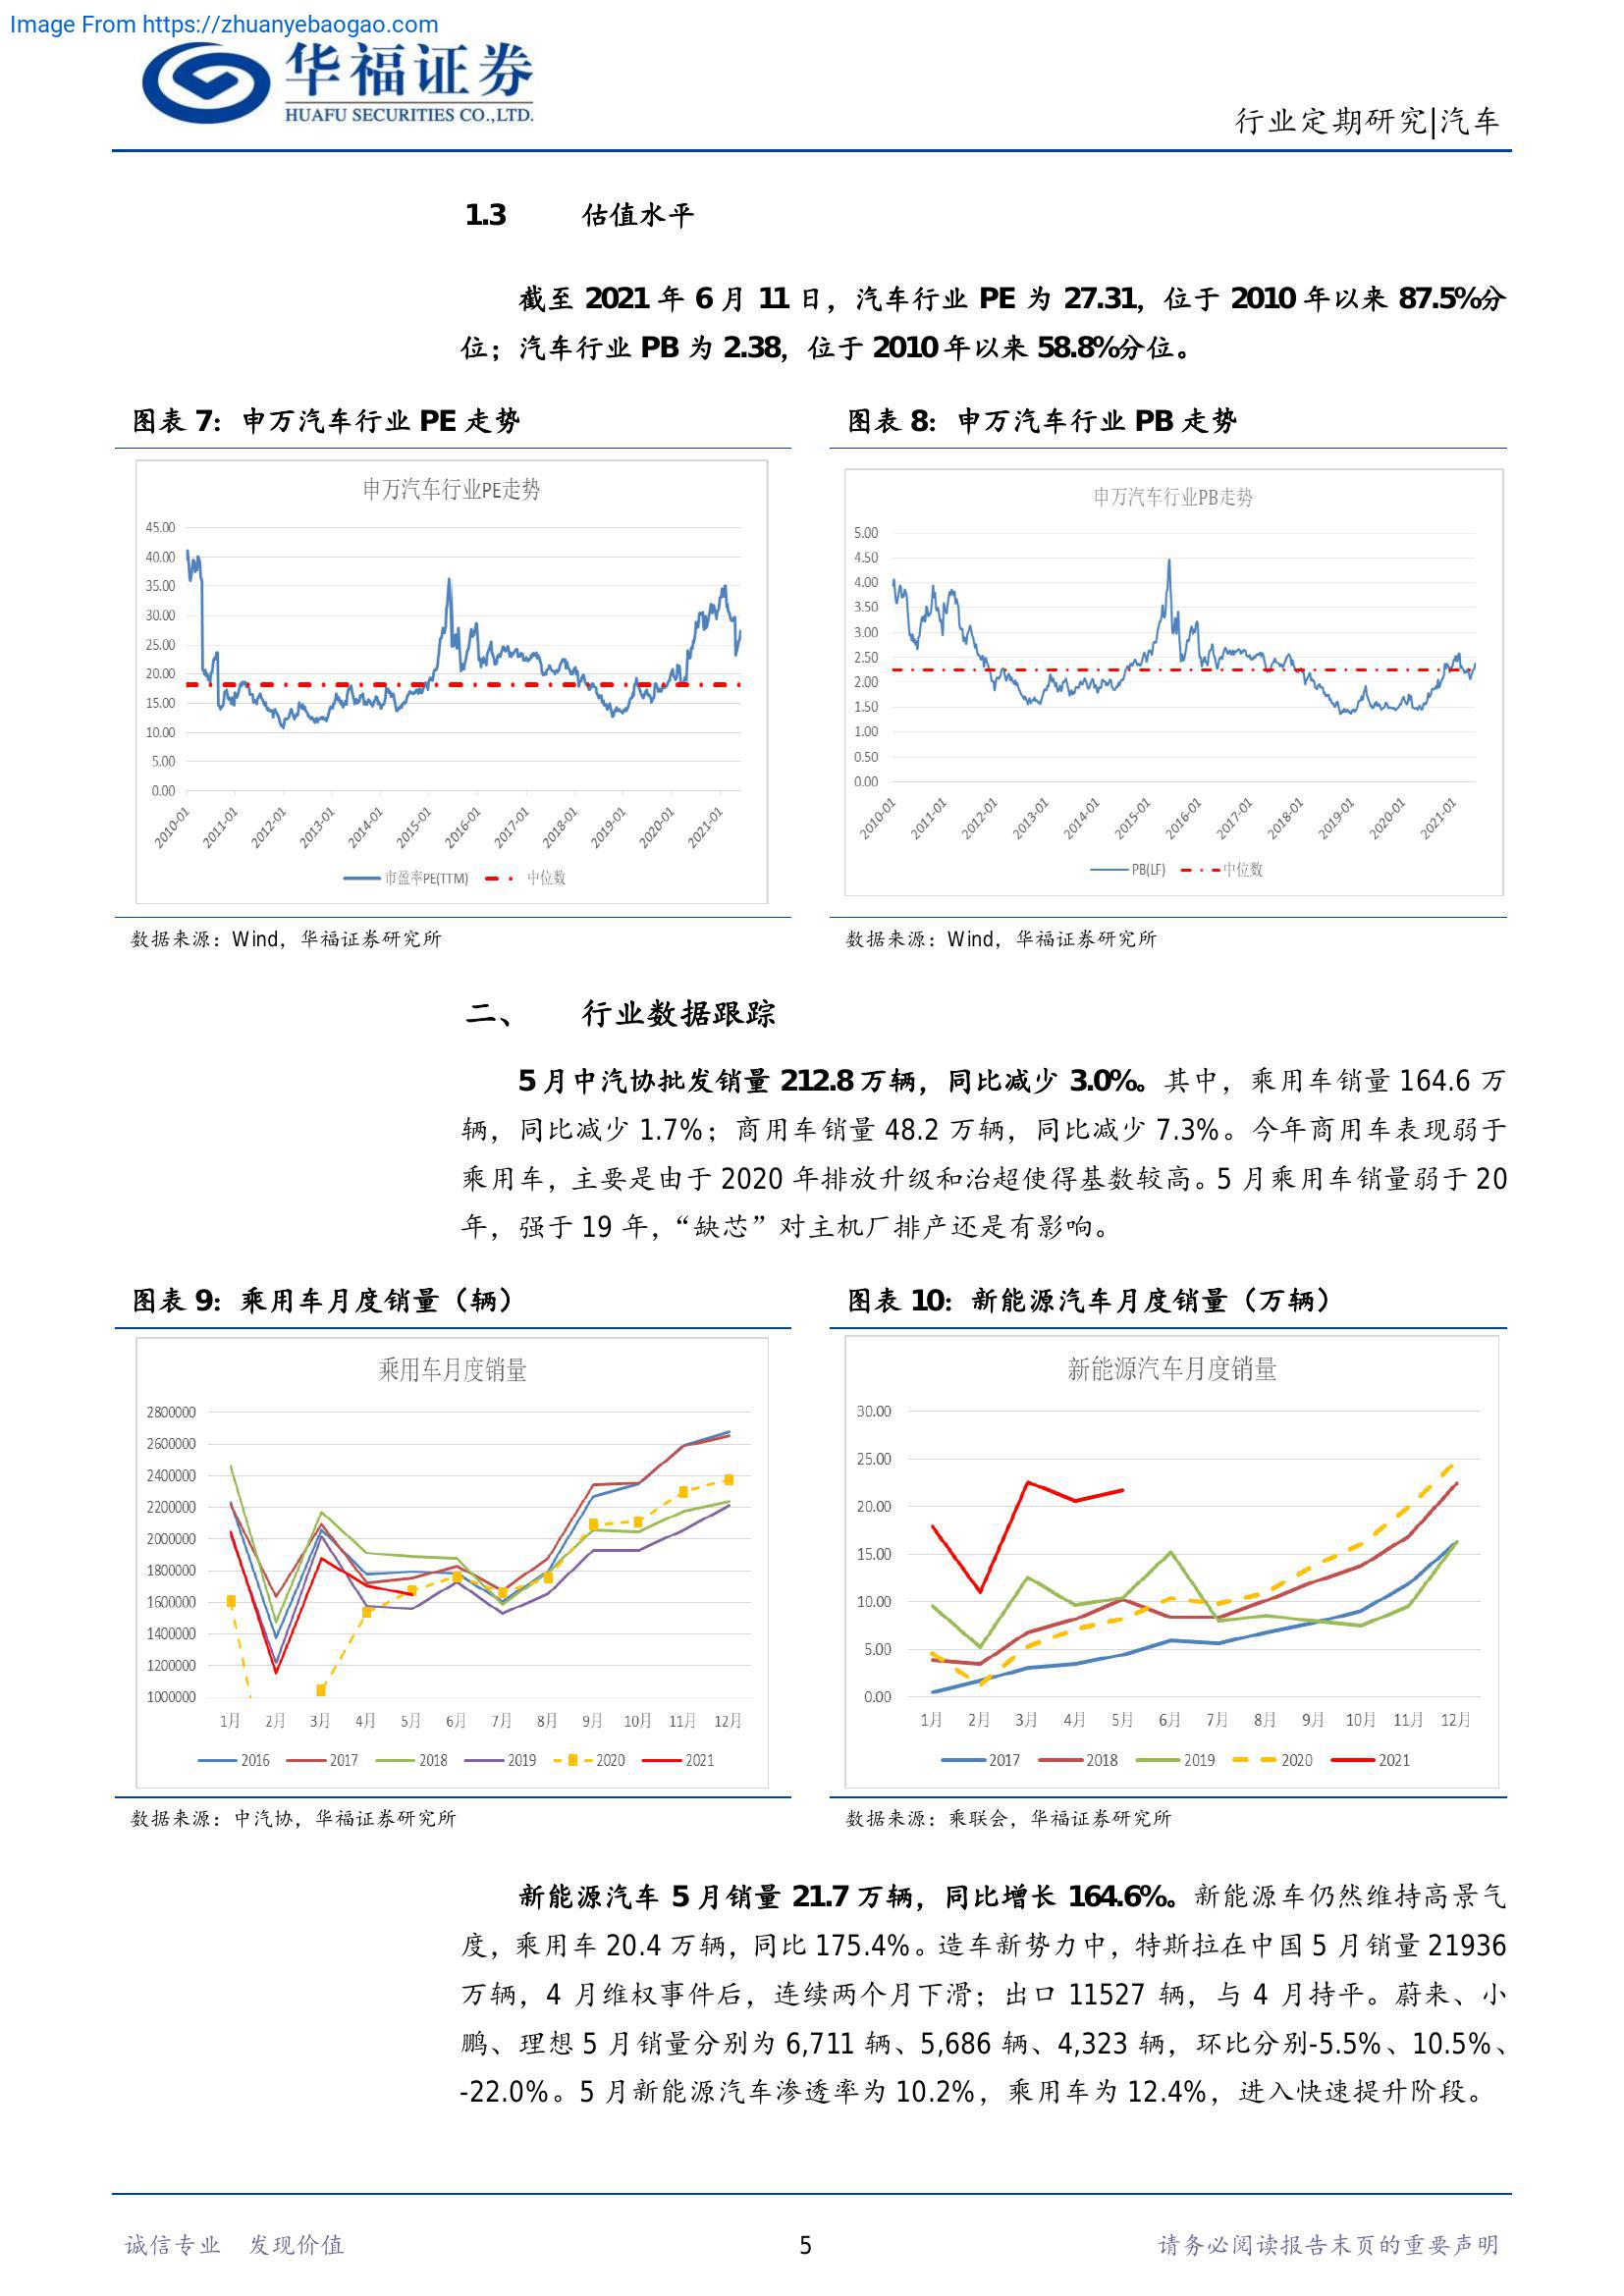 Image From https://zhuanyebaogao.com
华福证券
HUAFU SECURITIES CO.,LTD.
行业定期研究|汽车
1.3 估值水平
截至 2021 年 6 月 11 日，汽车行业 PE 为 27.31，位于 2010 年以来 87.5%分
位；汽车行业 PB 为 2.38，位于 2010 年以来 58.8%分位。
图表 7：申万汽车行业 PE 走势
申万汽车行业PE走势
45.00
40.00
35.00
30.00
25.00
20.00
15.00
10.00
5.00
0.00
2010-01 2011-01 2012-01 2013-01 2014-01 2015-01 2016-01 2017-01 2018-01 2019-01 2020-01 2021-01
市盈率PE(TTM) 中位数
数据来源：Wind，华福证券研究所
图表 8：申万汽车行业 PB 走势
申万汽车行业PB走势
5.00
4.50
4.00
3.50
3.00
2.50
2.00
1.50
1.00
0.50
0.00
2010-01 2011-01 2012-01 2013-01 2014-01 2015-01 2016-01 2017-01 2018-01 2019-01 2020-01 2021-01
PB(LF) 中位数
数据来源：Wind，华福证券研究所
二、 行业数据跟踪
5 月中汽协批发销量 212.8 万辆，同比减少 3.0%。其中，乘用车销量 164.6 万
辆，同比减少 1.7%；商用车销量 48.2 万辆，同比减少 7.3%。今年商用车表现弱于
乘用车，主要是由于 2020 年排放升级和治超使得基数较高。5 月乘用车销量弱于 20
年，强于 19 年，“缺芯”对主机厂排产还是有影响。
图表 9：乘用车月度销量（辆）
乘用车月度销量
2800000
2600000
2400000
2200000
2000000
1800000
1600000
1400000
1200000
1000000
1月 2月 3月 4月 5月 6月 7月 8月 9月 10月 11月 12月
2016 2017 2018 2019 2020 2021
数据来源：中汽协，华福证券研究所
图表 10：新能源汽车月度销量（万辆）
新能源汽车月度销量
30.00
25.00
20.00
15.00
10.00
5.00
0.00
1月 2月 3月 4月 5月 6月 7月 8月 9月 10月 11月 12月
2017 2018 2019 2020 2021
数据来源：乘联会，华福证券研究所
新能源汽车 5 月销量 21.7 万辆，同比增长 164.6%。新能源车仍然维持高景气
度，乘用车 20.4 万辆，同比 175.4%。造车新势力中，特斯拉在中国 5 月销量 21936
万辆，4 月维权事件后，连续两个月下滑；出口 11527 辆，与 4 月持平。蔚来、小
鹏、理想 5 月销量分别为 6,711 辆、5,686 辆、4,323 辆，环比分别-5.5%、10.5%、
-22.0%。5 月新能源汽车渗透率为 10.2%，乘用车为 12.4%，进入快速提升阶段。
诚信专业 发现价值
5
请务必阅读报告末页的重要声明